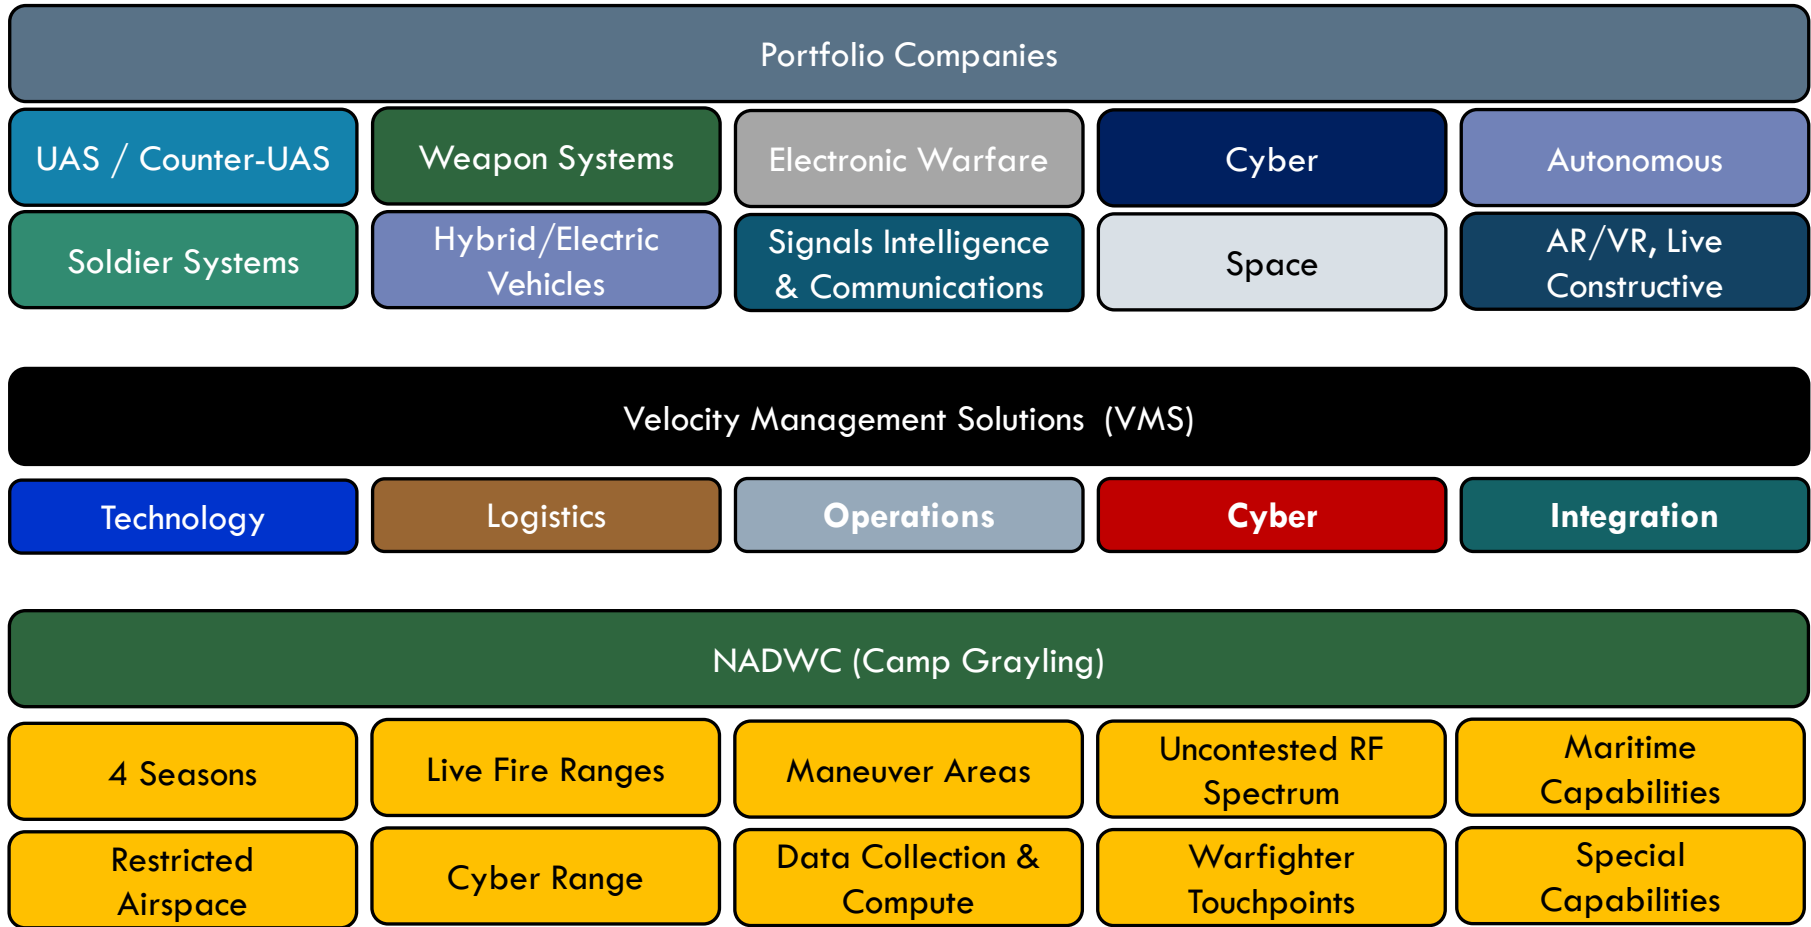 Portfolio Companies
UAS / Counter-UAS
Weapon Systems
Electronic Warfare
Cyber
Autonomous
Soldier Systems
Hybrid/Electric
Vehicles
Signals Intelligence
& Communications
Space
AR/VR, Live
Constructive
Velocity Management Solutions (VMS)
Technology
Logistics
Operations
Cyber
Integration
NADWC (Camp Grayling)
4 Seasons
Live Fire Ranges
Maneuver Areas
Uncontested RF
Spectrum
Maritime
Capabilities
Restricted
Airspace
Cyber Range
Data Collection &
Compute
Warfighter
Touchpoints
Special
Capabilities